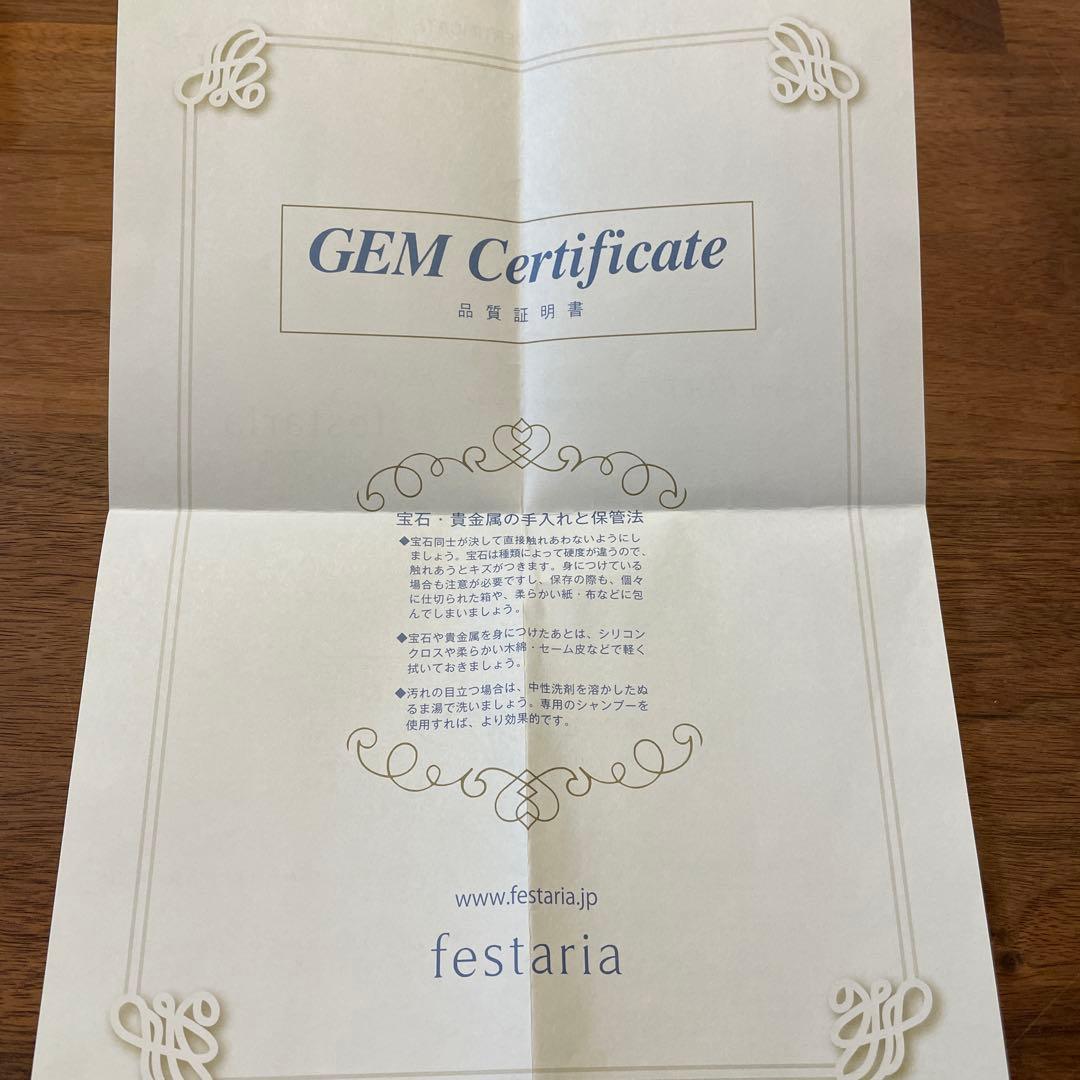 GEM Certificate
品質証明書
宝石・貴金属の手入れと保管法
◆宝石同士が決して直接触れあわないようにし
ましょう。宝石は種類によって硬度が違うので、
触れあうとキズがつきます。身につけている
場合も注意が必要ですし、保存の際も、個々
に仕切られた箱や、柔らかい紙・布などに包
んでしまいましょう。
◆宝石や貴金属を身につけたあとは、シリコン
クロスや柔らかい木綿・セーム皮などで軽く
拭いておきましょう。
◆汚れの目立つ場合は、中性洗剤を溶かしたぬ
るま湯で洗いましょう。専用のシャンプーを
使用すれば、より効果的です。
www.festaria.jp
festaria